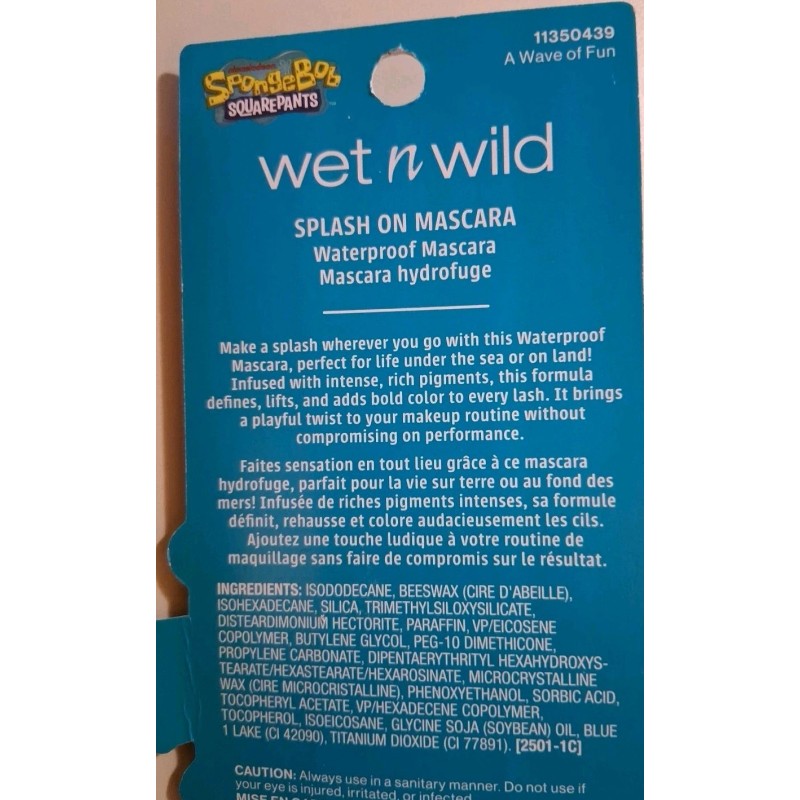 11350439
A Wave of Fun
nickelodeon
SpongeBob
SQUAREPANTS
wet n wild
SPLASH ON MASCARA
Waterproof Mascara
Mascara hydrofuge
Make a splash wherever you go with this Waterproof
Mascara, perfect for life under the sea or on land!
Infused with intense, rich pigments, this formula
defines, lifts, and adds bold color to every lash. It brings
a playful twist to your makeup routine without
compromising on performance.
Faites sensation en tout lieu grâce à ce mascara
hydrofuge, parfait pour la vie sur terre ou au fond des
mers! Infusée de riches pigments intenses, sa formule
définit, rehausse et colore audacieusement les cils.
Ajoutez une touche ludique à votre routine de
maquillage sans faire de compromis sur le résultat.
INGREDIENTS: ISODODECANE, BEESWAX (CIRE D'ABEILLE),
ISOHEXADECANE, SILICA, TRIMETHYLSILOXYSILICATE,
DISTEARDIMONIUM HECTORITE, PARAFFIN, VP/EICOSENE
COPOLYMER, BUTYLENE GLYCOL, PEG-10 DIMETHICONE,
PROPYLENE CARBONATE, DIPENTAERYTHRITYL HEXAHYDROXYS-
TEARATE/HEXASTEARATE/HEXAROSINATE, MICROCRYSTALLINE
WAX (CIRE MICROCRISTALLINE), PHENOXYETHANOL, SORBIC ACID,
TOCOPHERYL ACETATE, VP/HEXADECENE COPOLYMER,
TOCOPHEROL, ISOEICOSANE, GLYCINE SOJA (SOYBEAN) OIL, BLUE
1 LAKE (CI 42090), TITANIUM DIOXIDE (CI 77891). [2501-1C]
CAUTION: Always use in a sanitary manner. Do not use if
your eye is injured, irritated, or infected.
MISE EN